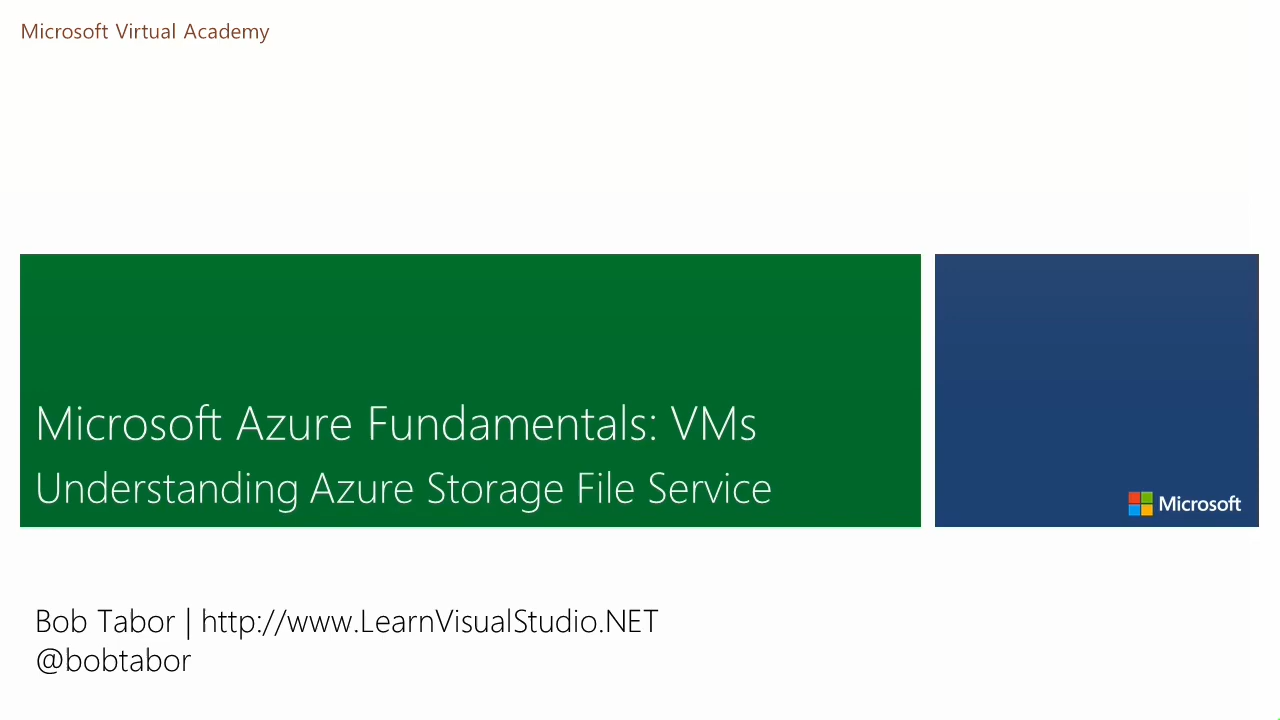 Microsoft Virtual Academy
Microsoft Azure Fundamentals: VMs
Understanding Azure Storage File Service
Microsoft
Bob Tabor | http://www.LearnVisualStudio.NET
@bobtabor